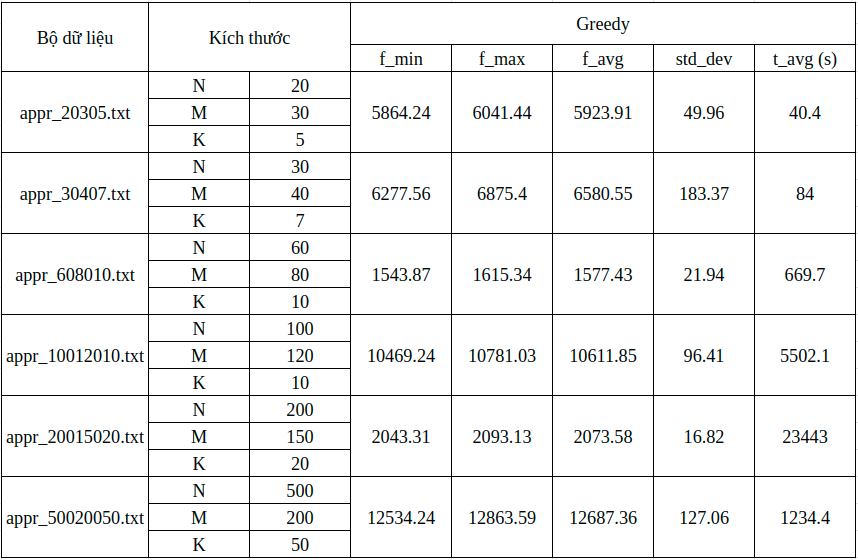 Bộ dữ liệu Kích thước Greedy
f_min f_max f_avg std_dev t_avg (s)
appr_20305.txt N 20 5864.24 6041.44 5923.91 49.96 40.4
M 30
K 5
appr_30407.txt N 30 6277.56 6875.4 6580.55 183.37 84
M 40
K 7
appr_608010.txt N 60 1543.87 1615.34 1577.43 21.94 669.7
M 80
K 10
appr_10012010.txt N 100 10469.24 10781.03 10611.85 96.41 5502.1
M 120
K 10
appr_20015020.txt N 200 2043.31 2093.13 2073.58 16.82 23443
M 150
K 20
appr_50020050.txt N 500 12534.24 12863.59 12687.36 127.06 1234.4
M 200
K 50